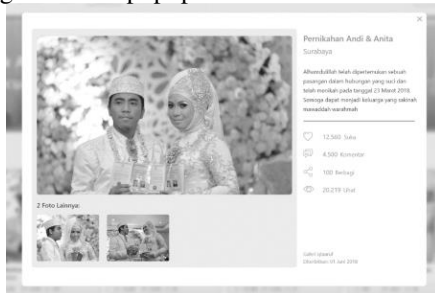 Pernikahan Andi & Anita
Surabaya
Alhamdulillah telah dipertemukan sebuah
pasangan dalam hubungan yang suci dan
telah menikah pada tanggal 23 Maret 2018.
Semoga dapat menjadi keluarga yang sakinah
mawaddah warahmah
12.560 Suka
4.500 Komentar
100 Berbagi
20.219 Lihat
2 Foto Lainnya:
Diterbitkan: 01 Juni 2018